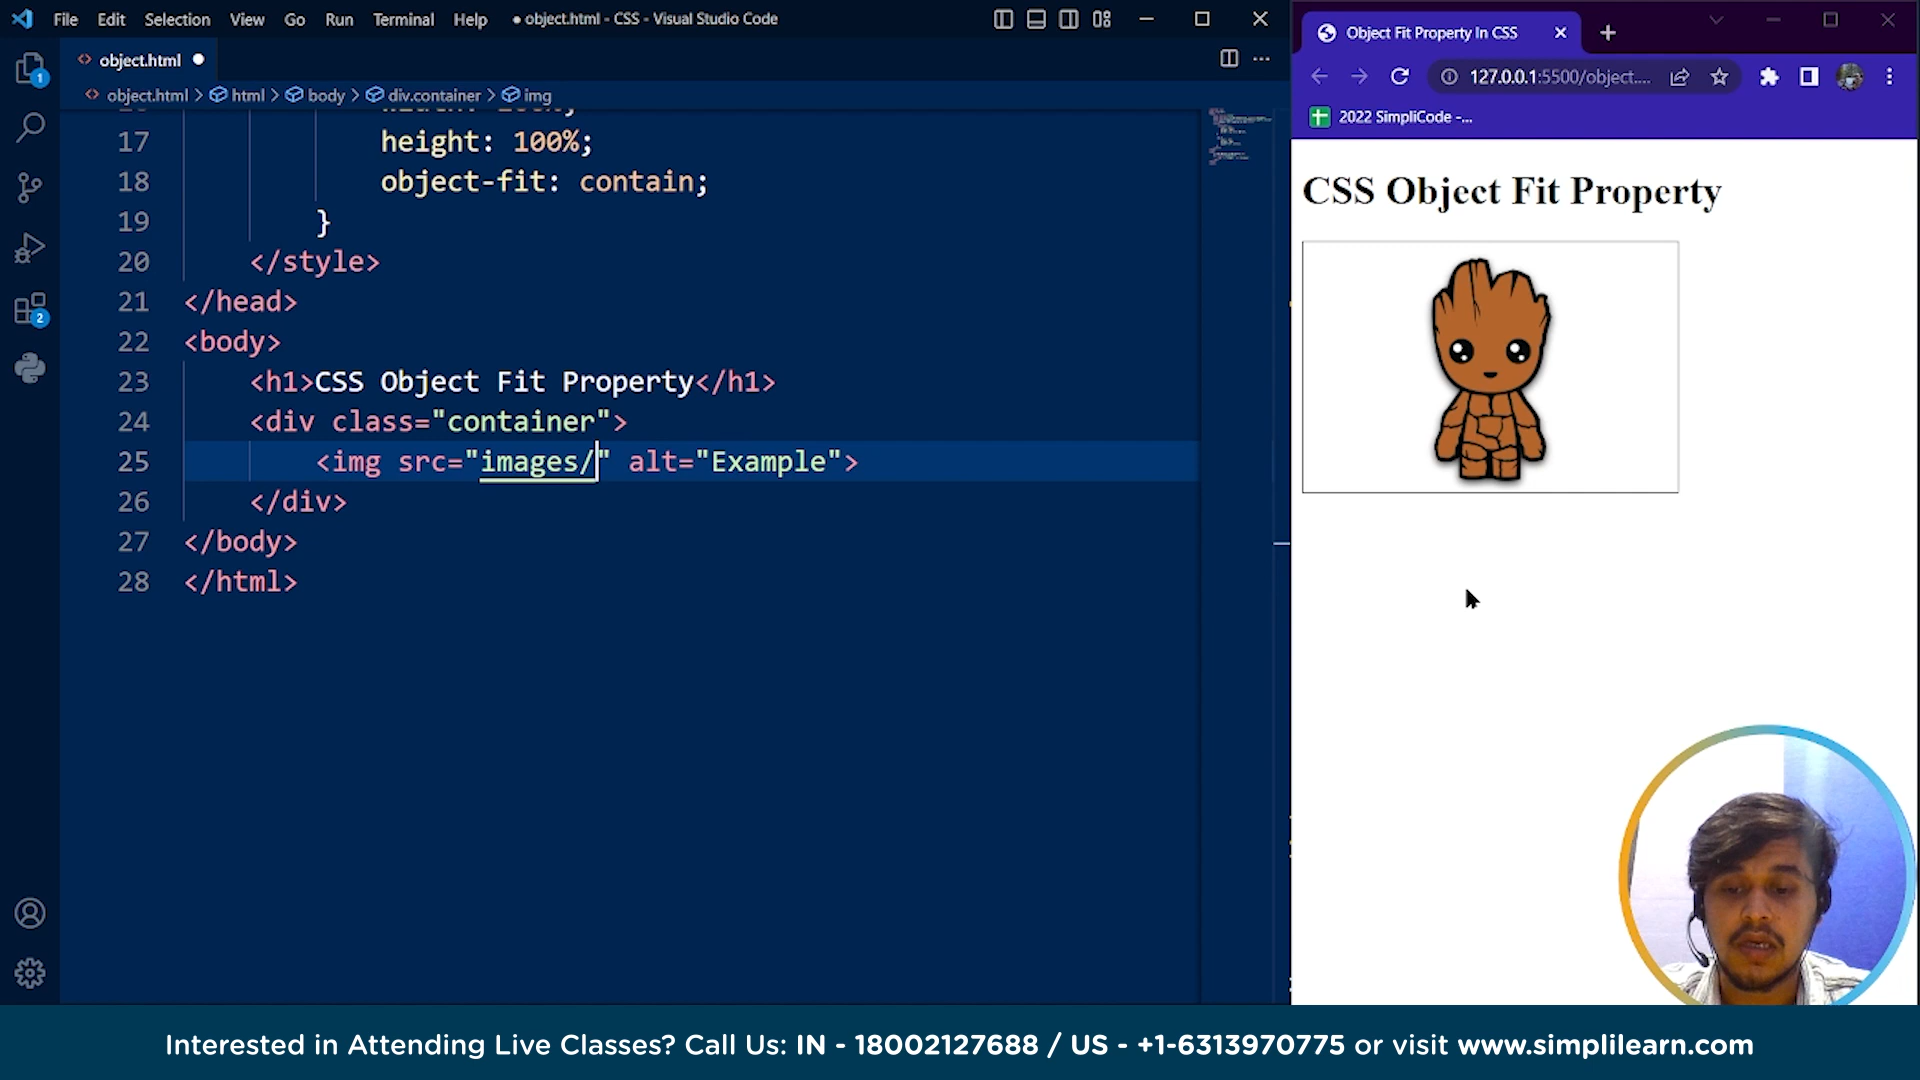 File Edit Selection View Go Run Terminal Help ● object.html - CSS - Visual Studio Code
object.html
object.html > html > body > div.container > img
17 height: 100%;
18 object-fit: contain;
19 }
20 </style>
21 </head>
22 <body>
23 <h1>CSS Object Fit Property</h1>
24 <div class="container">
25 <img src="images/" alt="Example">
26 </div>
27 </body>
28 </html>
1
2
Object Fit Property In CSS
127.0.0.1:5500/object....
2022 SimpliCode -...
CSS Object Fit Property
Interested in Attending Live Classes? Call Us: IN - 18002127688 / US - +1-6313970775 or visit www.simplilearn.com